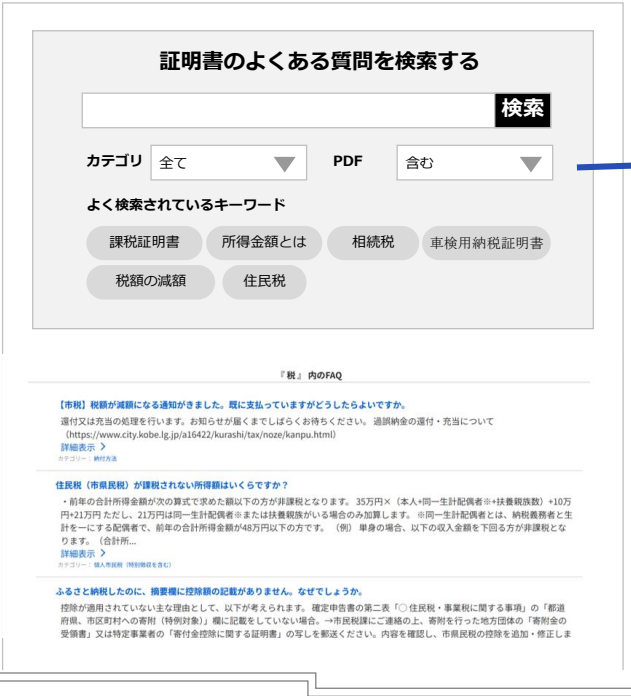 証明書のよくある質問を検索する
検索
カテゴリ 全て PDF 含む
よく検索されているキーワード
課税証明書 所得金額とは 相続税 車検用納税証明書
税額の減額 住民税
『税』 内のFAQ
【市税】税額が減額になる通知がきました。既に支払っていますがどうしたらよいですか。
還付又は充当の処理を行います。お知らせが届くまでしばらくお待ちください。 過誤納金の還付・充当について
(https://www.city.kobe.lg.jp/a16422/kurashi/tax/noze/kanpu.html)
詳細表示 >
カテゴリー: 納付方法
住民税（市県民税）が課税されない所得額はいくらですか？
・前年の合計所得金額が次の算式で求めた額以下の方が非課税となります。 35万円×（本人+同一生計配偶者※+扶養親族数）+10万
円+21万円 ただし、21万円は同一生計配偶者※または扶養親族がいる場合のみ加算します。 ※同一生計配偶者とは、納税義務者と生
計を一にする配偶者で、前年の合計所得金額が48万円以下の方です。 （例） 単身の場合、以下の収入金額を下回る方が非課税とな
ります。（合計所...
詳細表示 >
カテゴリー: 個人市民税（特別徴収を含む）
ふるさと納税したのに、摘要欄に控除額の記載がありません。なぜでしょうか。
控除が適用されていない主な理由として、以下が考えられます。 確定申告書の第二表「○住民税・事業税に関する事項」の「都道
府県、市区町村への寄附（特例対象）」欄に記載をしていない場合。→市民税課にご連絡の上、寄附を行った地方団体の「寄附金の
受領書」又は特定事業者の「寄付金控除に関する証明書」の写しを郵送ください。内容を確認し、市県民税の控除を追加・修正しま